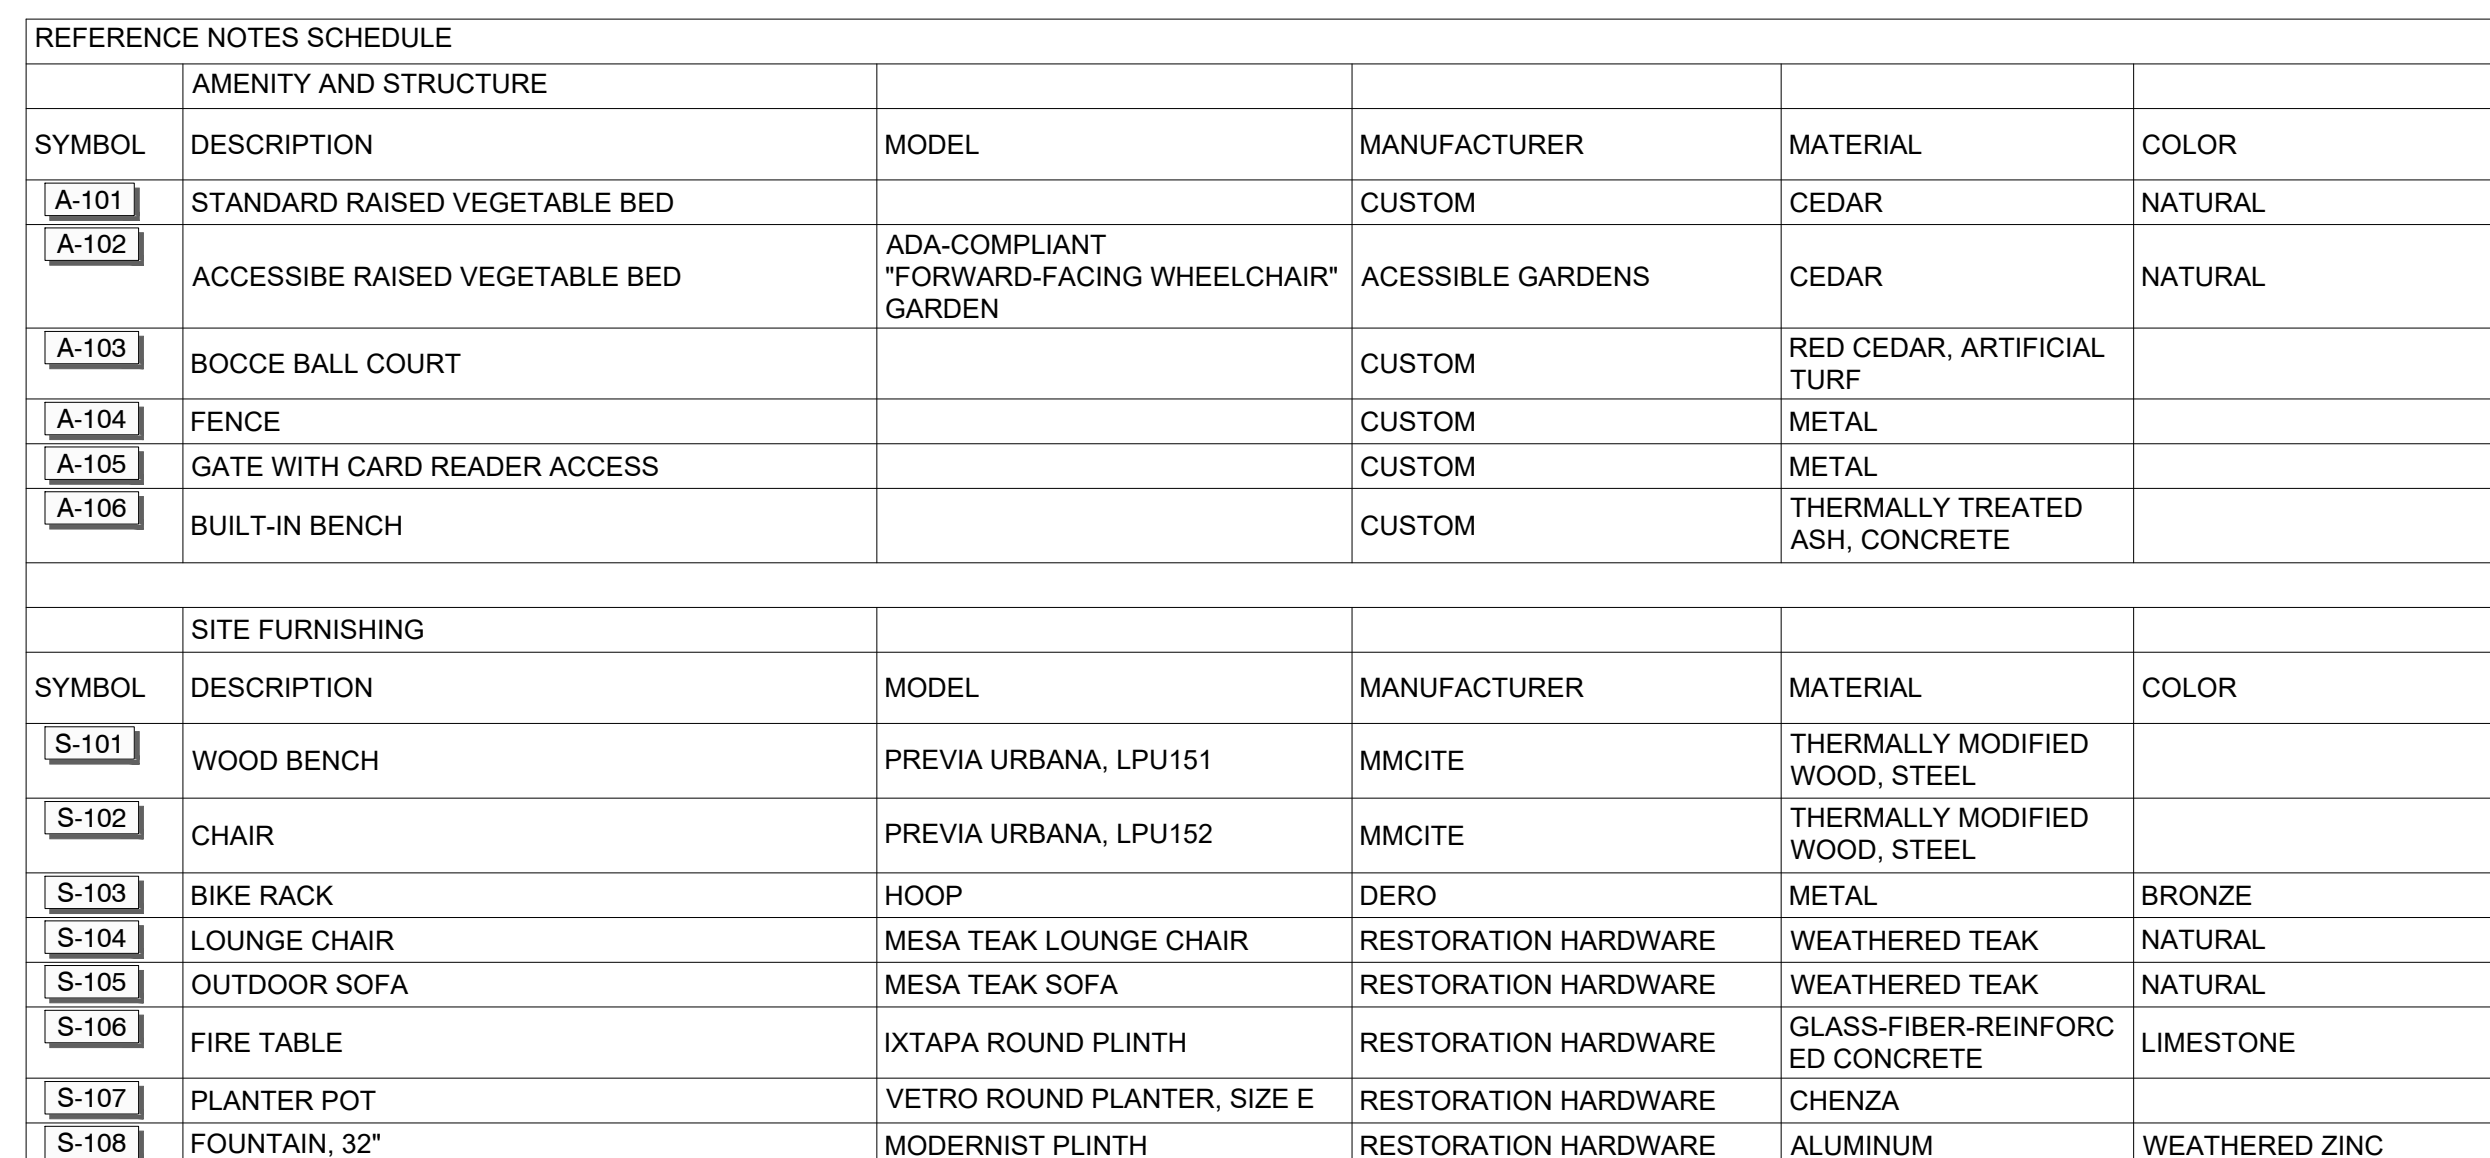 REFERENCE NOTES SCHEDULE
AMENITY AND STRUCTURE
SYMBOL DESCRIPTION MODEL MANUFACTURER MATERIAL COLOR
A-101 STANDARD RAISED VEGETABLE BED CUSTOM CEDAR NATURAL
A-102 ACCESSIBE RAISED VEGETABLE BED
ADA-COMPLIANT
"FORWARD-FACING WHEELCHAIR"
GARDEN
ACESSIBLE GARDENS CEDAR NATURAL
A-103 BOCCE BALL COURT CUSTOM
RED CEDAR, ARTIFICIAL
TURF
A-104 FENCE CUSTOM METAL
A-105 GATE WITH CARD READER ACCESS CUSTOM METAL
A-106 BUILT-IN BENCH CUSTOM
THERMALLY TREATED
ASH, CONCRETE
SITE FURNISHING
SYMBOL DESCRIPTION MODEL MANUFACTURER MATERIAL COLOR
S-101 WOOD BENCH PREVIA URBANA, LPU151 MMCITE
THERMALLY MODIFIED
WOOD, STEEL
S-102 CHAIR PREVIA URBANA, LPU152 MMCITE
THERMALLY MODIFIED
WOOD, STEEL
S-103 BIKE RACK HOOP DERO METAL BRONZE
S-104 LOUNGE CHAIR MESA TEAK LOUNGE CHAIR RESTORATION HARDWARE WEATHERED TEAK NATURAL
S-105 OUTDOOR SOFA MESA TEAK SOFA RESTORATION HARDWARE WEATHERED TEAK NATURAL
S-106 FIRE TABLE IXTAPA ROUND PLINTH RESTORATION HARDWARE
GLASS-FIBER-REINFORC
ED CONCRETE
LIMESTONE
S-107 PLANTER POT VETRO ROUND PLANTER, SIZE E RESTORATION HARDWARE CHENZA
S-108 FOUNTAIN, 32" MODERNIST PLINTH RESTORATION HARDWARE ALUMINUM WEATHERED ZINC